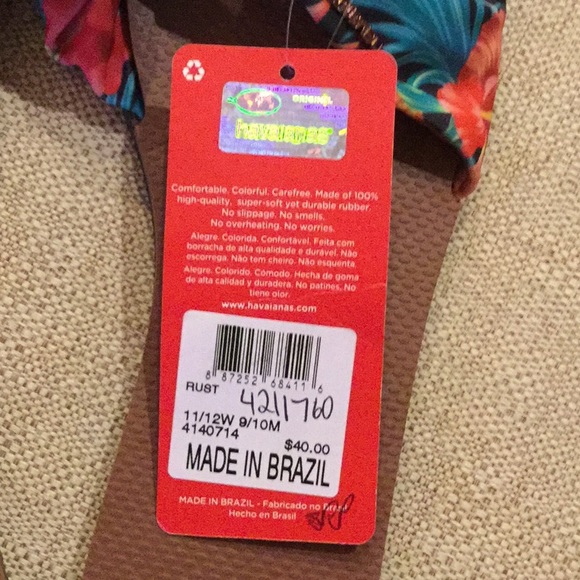 ORIGINAL
havaianas
Comfortable. Colorful. Carefree. Made of 100%
high-quality, super-soft yet durable rubber.
No slippage. No smells.
No overheating. No worries.
Alegre. Colorida. Confortável. Feita com
borracha de alta qualidade e durável. Não
escorrega. Não tem cheiro. Não esquenta.
Alegre. Colorido. Comodo. Hecha de goma
de alta calidad y duradera. No patines, No
tiene olor.
www.havaianas.com
8 87252 68411 6
RUST
4211760
11/12W 9/10M
4140714
$40.00
MADE IN BRAZIL
MADE IN BRAZIL - Fabricado no Brasil
Hecho en Brasil